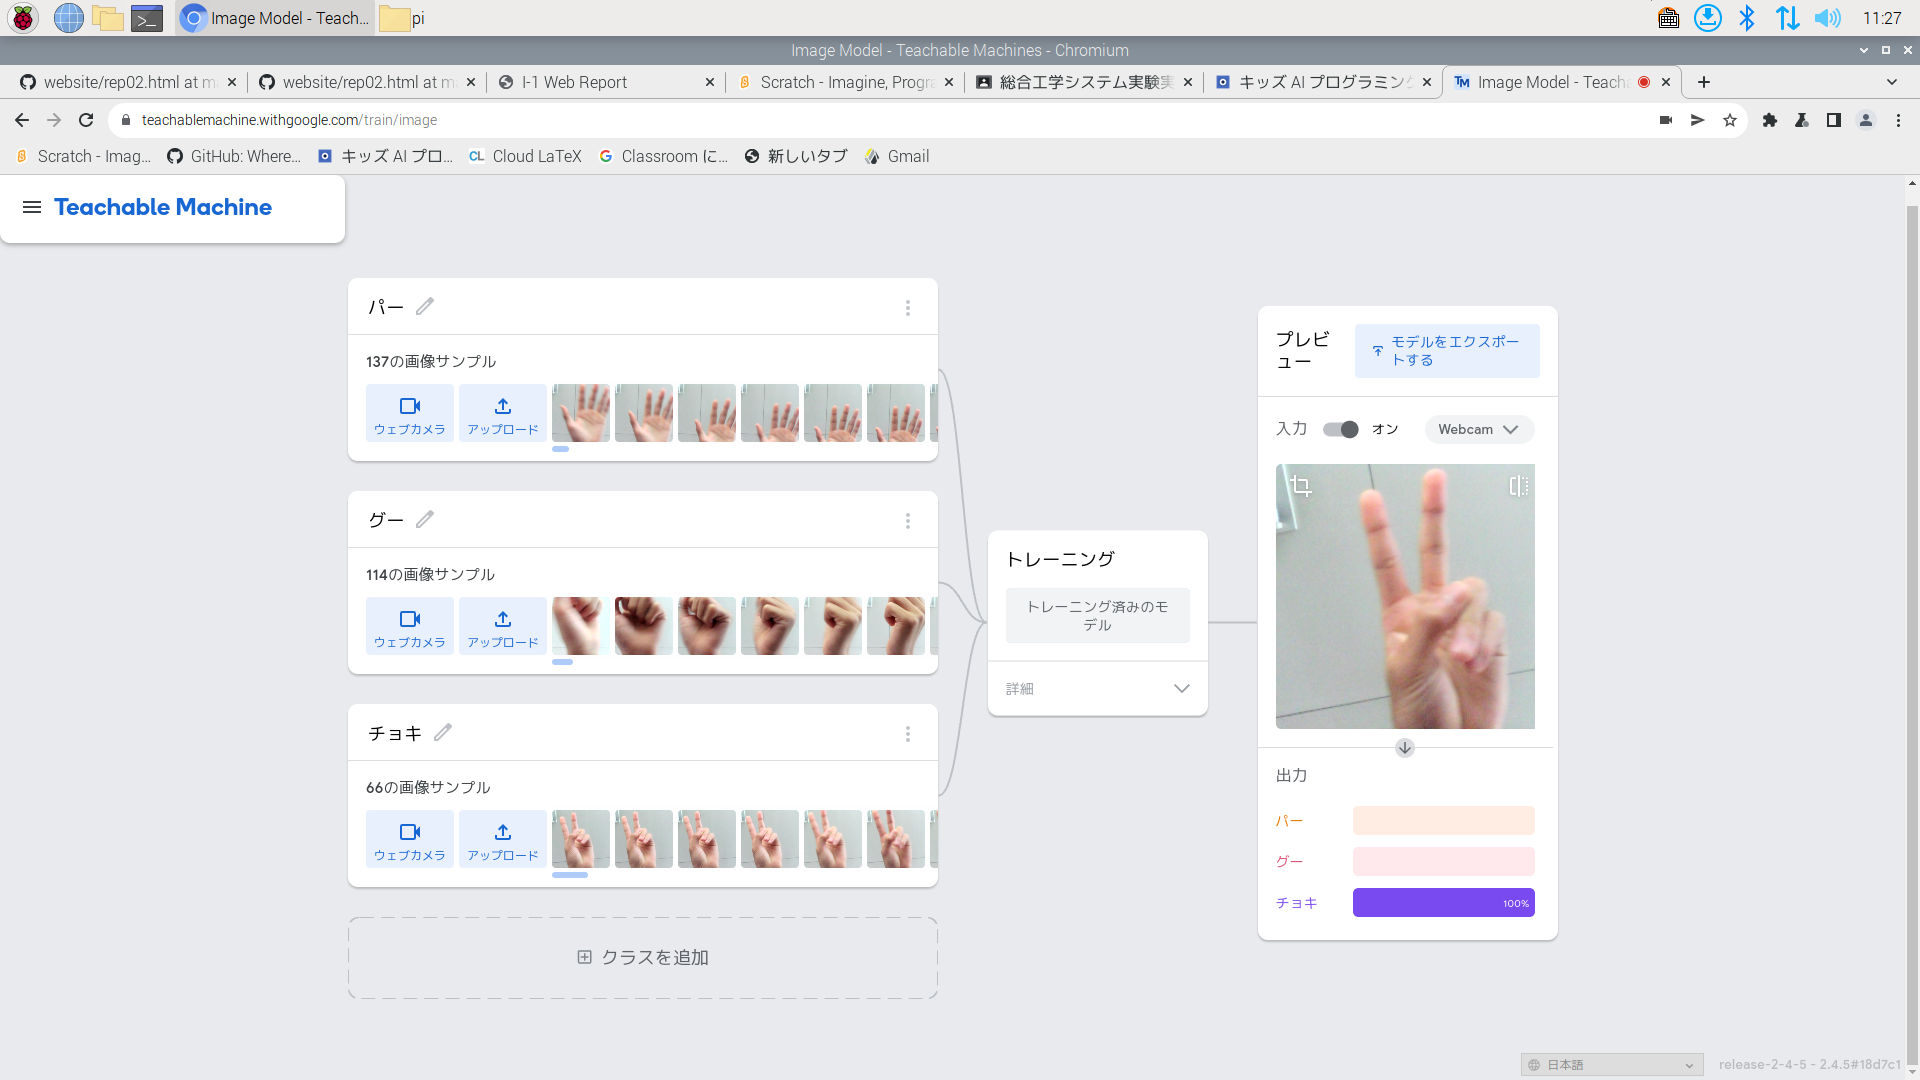 Image Model - Teach...
pi
11:27
Image Model - Teachable Machines - Chromium
website/rep02.html at m
website/rep02.html at m
I-1 Web Report
Scratch - Imagine, Progra
総合工学システム実験実
キッズ AI プログラミング
Image Model - Teach
teachablemachine.withgoogle.com/train/image
Scratch - Imag...
GitHub: Where...
キッズ AI プロ...
CL Cloud LaTeX
Classroom に...
新しいタブ
Gmail
Teachable Machine
パー
137の画像サンプル
ウェブカメラ
アップロード
グー
114の画像サンプル
ウェブカメラ
アップロード
チョキ
66の画像サンプル
ウェブカメラ
アップロード
クラスを追加
トレーニング
トレーニング済みのモ
デル
詳細
プレビ
ュー
モデルをエクスポー
トする
入力
オン
Webcam
出力
パー
グー
チョキ
100%
日本語
release-2-4-5 - 2.4.5#18d7c1